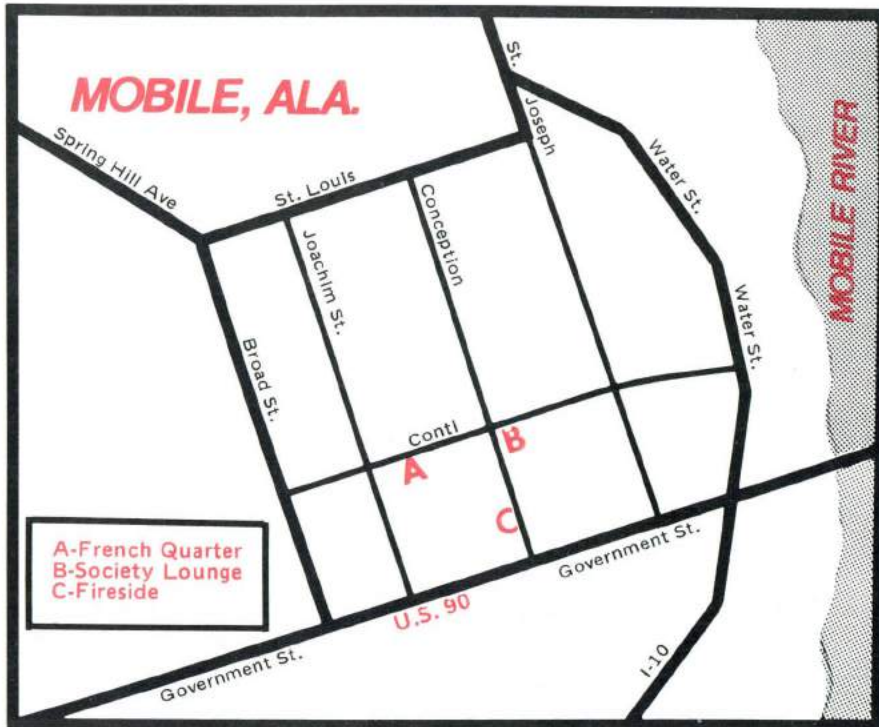 MOBILE, ALA.
St.
Joseph
Water St.
MOBILE RIVER
Spring Hill Ave
St. Louis
Conception
Joachim St.
Water St.
Broad St.
Conti
A
B
C
A-French Quarter
B-Society Lounge
C-Fireside
Government St.
U.S. 90
Government St.
I-10